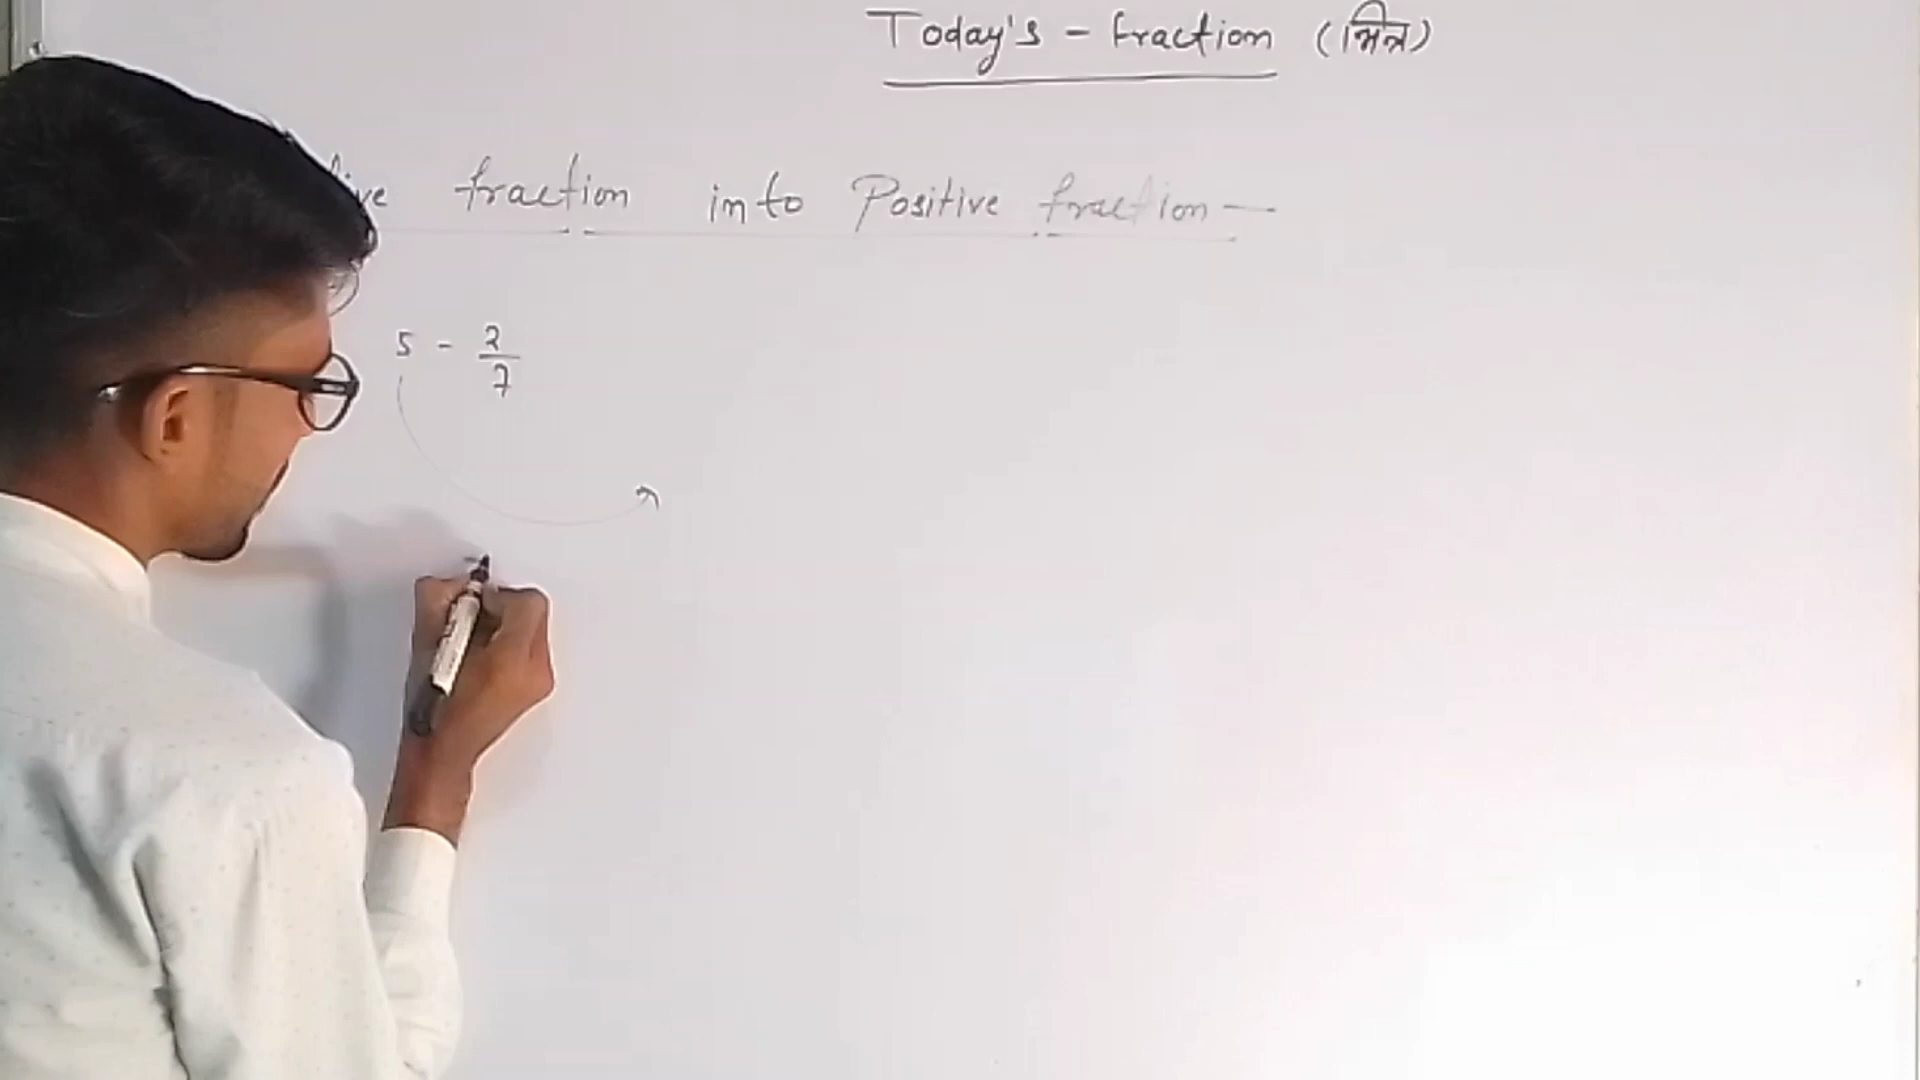 Today's - fraction (भिन्न)
fraction into Positive fraction —
5 - 2/7